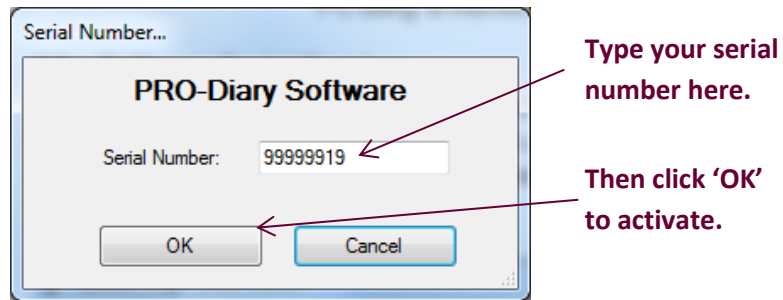 Serial Number...
PRO-Diary Software
Serial Number: 99999919
OK Cancel
Type your serial
number here.
Then click ‘OK’
to activate.